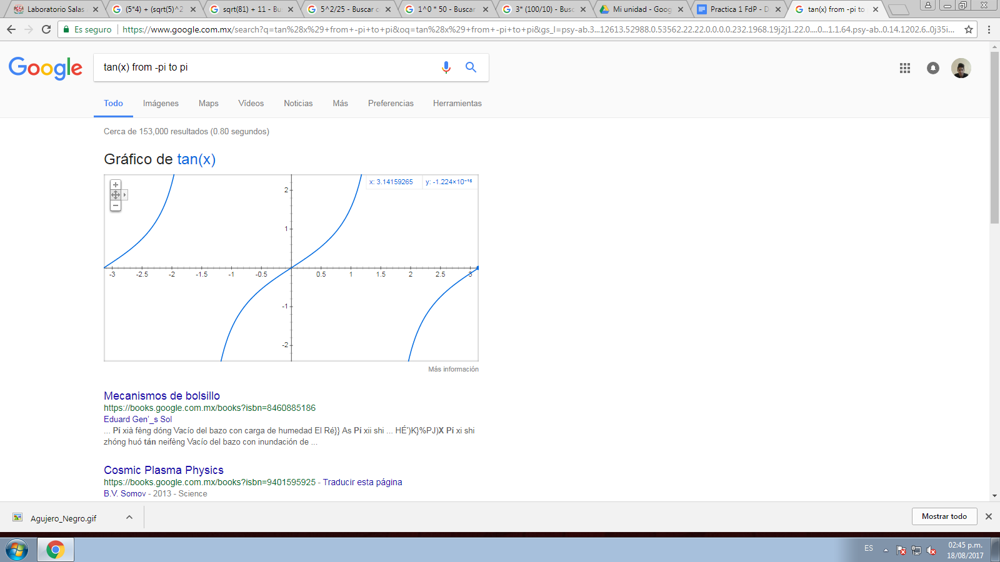 Laboratorio Salas
(5*4) + (sqrt(5)^2
sqrt(81) + 11 - Bu
5^2/25 - Buscar c
1^0 * 50 - Buscar
3* (100/10) - Busc
Mi unidad - Goog
Practica 1 FdP - D
tan(x) from -pi to
Es seguro
https://www.google.com.mx/search?q=tan%28x%29+from+-pi+to+pi&oq=tan%28x%29+from+-pi+to+pi&gs_l=psy-ab.3...12613.52988.0.53562.22.22.0.0.0.0.232.1968.19j2j1.22.0....0...1.1.64.psy-ab..0.14.1202.6..0j35i...
Google
tan(x) from -pi to pi
Todo
Imágenes
Maps
Vídeos
Noticias
Más
Preferencias
Herramientas
Cerca de 153,000 resultados (0.80 segundos)
Gráfico de tan(x)
x: 3.14159265
y: -1.224×10⁻¹⁶
2
1
-3
-2.5
-2
-1.5
-1
-0.5
0.5
1
1.5
2
2.5
3
-1
-2
Más información
Mecanismos de bolsillo
https://books.google.com.mx/books?isbn=8460885186
Eduard Gen'_s Sol
... Pí xià fèng dóng Vacío del bazo con carga de humedad El Ré}} As Pí xii shi ... HÉ')K}%PJ)X Pí xi shi
zhóng huó tán neifèng Vacío del bazo con inundación de ...
Cosmic Plasma Physics
https://books.google.com.mx/books?isbn=9401595925 - Traducir esta página
B.V. Somov - 2013 - Science
Agujero_Negro.gif
Mostrar todo
ES
02:45 p.m.
18/08/2017